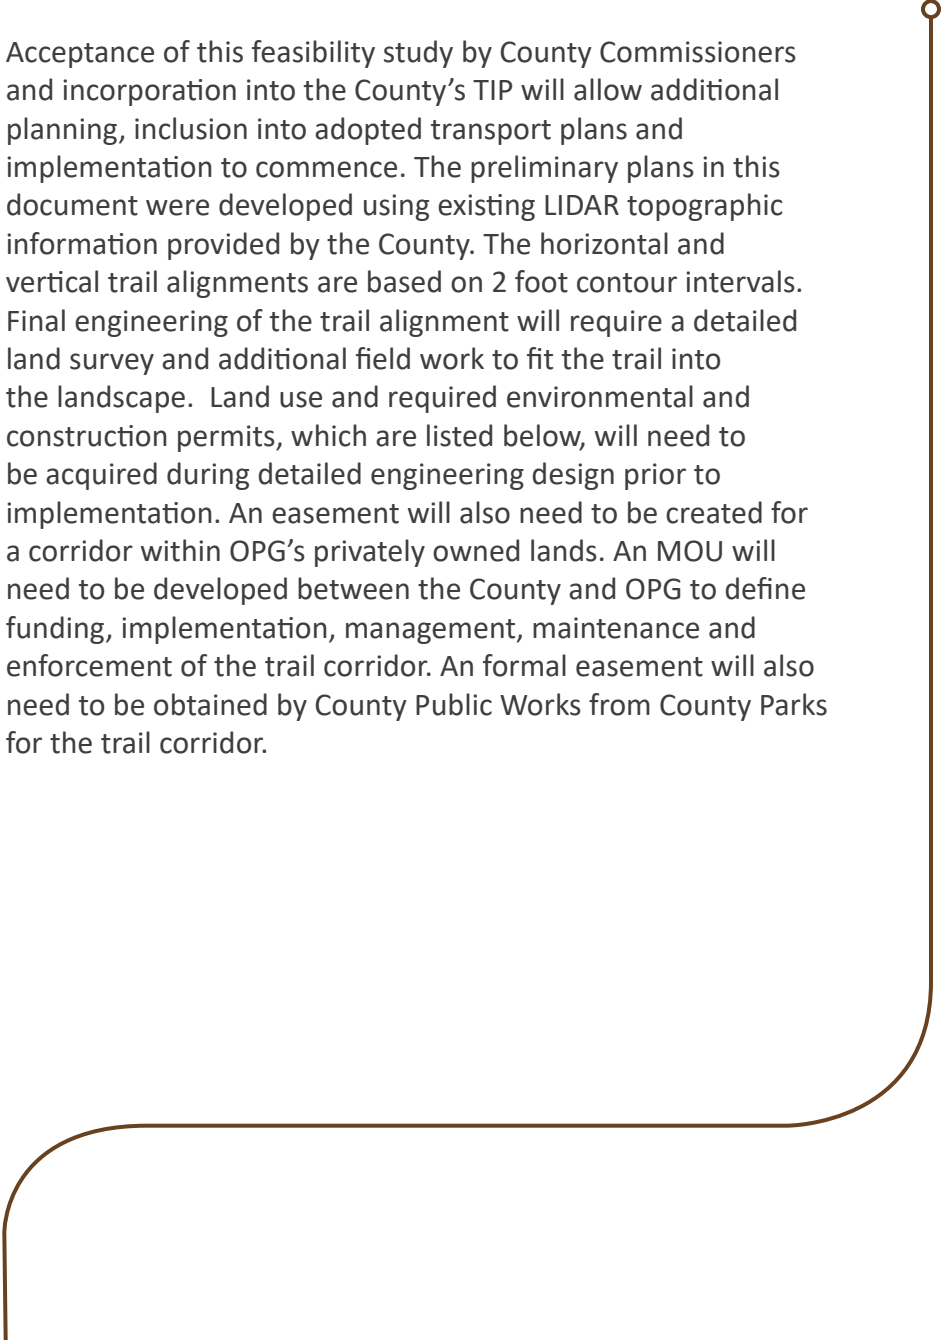 Acceptance of this feasibility study by County Commissioners
and incorporation into the County’s TIP will allow additional
planning, inclusion into adopted transport plans and
implementation to commence. The preliminary plans in this
document were developed using existing LIDAR topographic
information provided by the County. The horizontal and
vertical trail alignments are based on 2 foot contour intervals.
Final engineering of the trail alignment will require a detailed
land survey and additional field work to fit the trail into
the landscape.  Land use and required environmental and
construction permits, which are listed below, will need to
be acquired during detailed engineering design prior to
implementation. An easement will also need to be created for
a corridor within OPG’s privately owned lands. An MOU will
need to be developed between the County and OPG to define
funding, implementation, management, maintenance and
enforcement of the trail corridor. An formal easement will also
need to be obtained by County Public Works from County Parks
for the trail corridor.